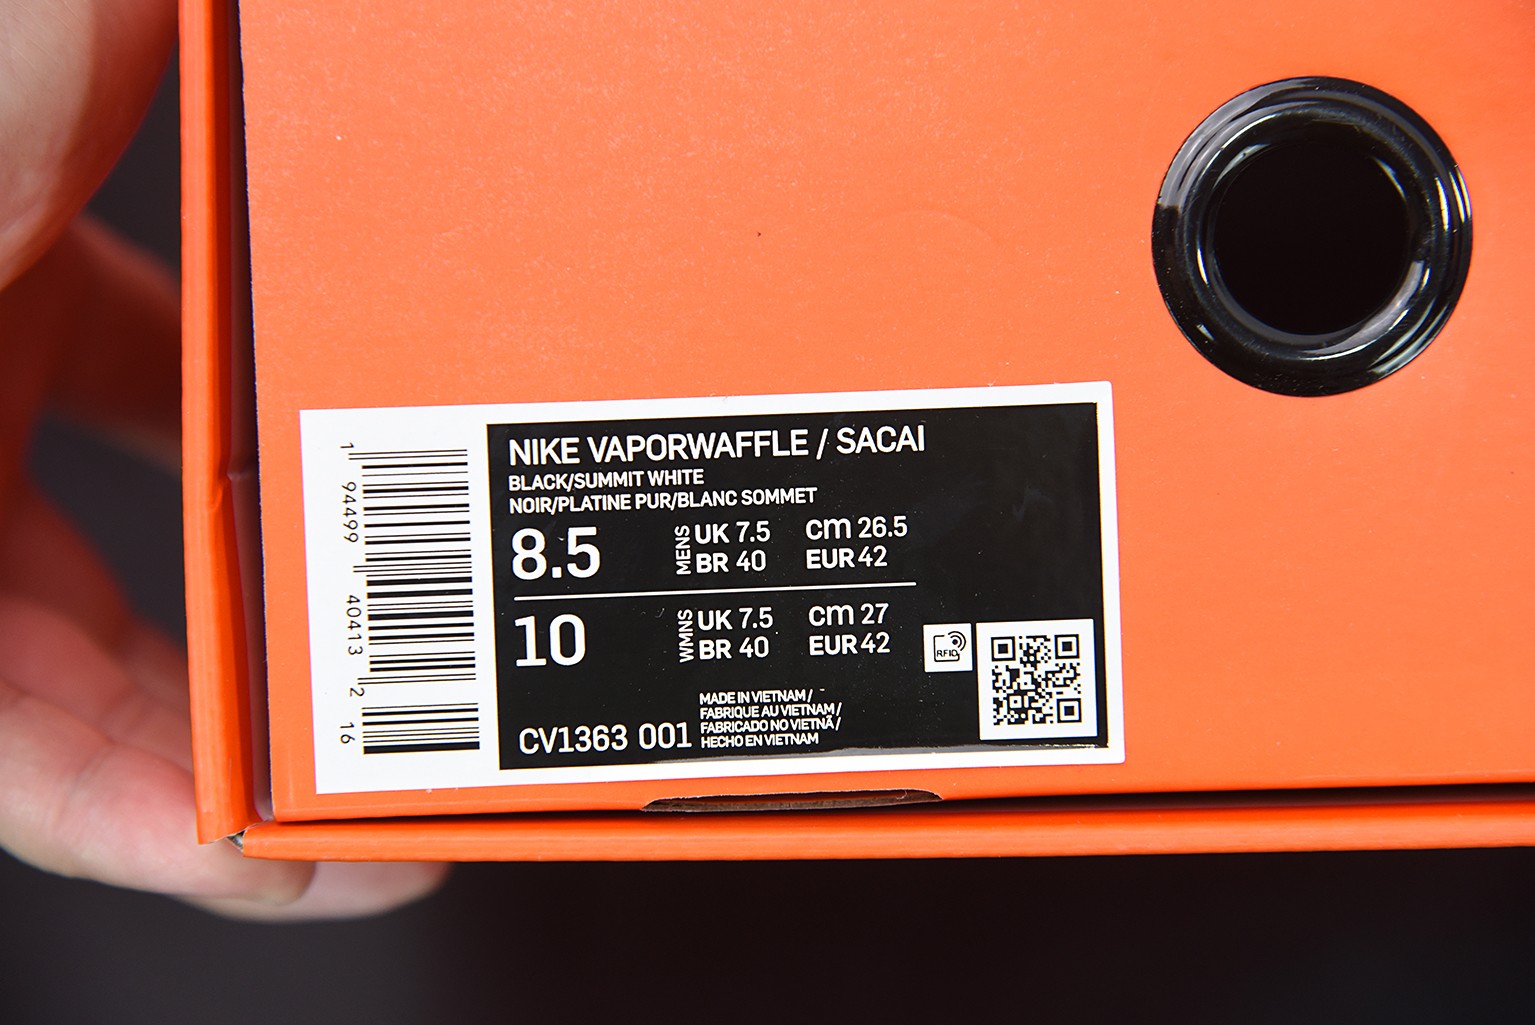 NIKE VAPORWAFFLE / SACAI
BLACK/SUMMIT WHITE
NOIR/PLATINE PUR/BLANC SOMMET
8.5 MENS UK 7.5 cm 26.5
BR 40 EUR 42
10 WMNS UK 7.5 cm 27
BR 40 EUR 42
RFID
CV1363 001
MADE IN VIETNAM /
FABRIQUE AU VIETNAM /
FABRICADO NO VIETNÃ /
HECHO EN VIETNAM
1 94499 40413 2 16